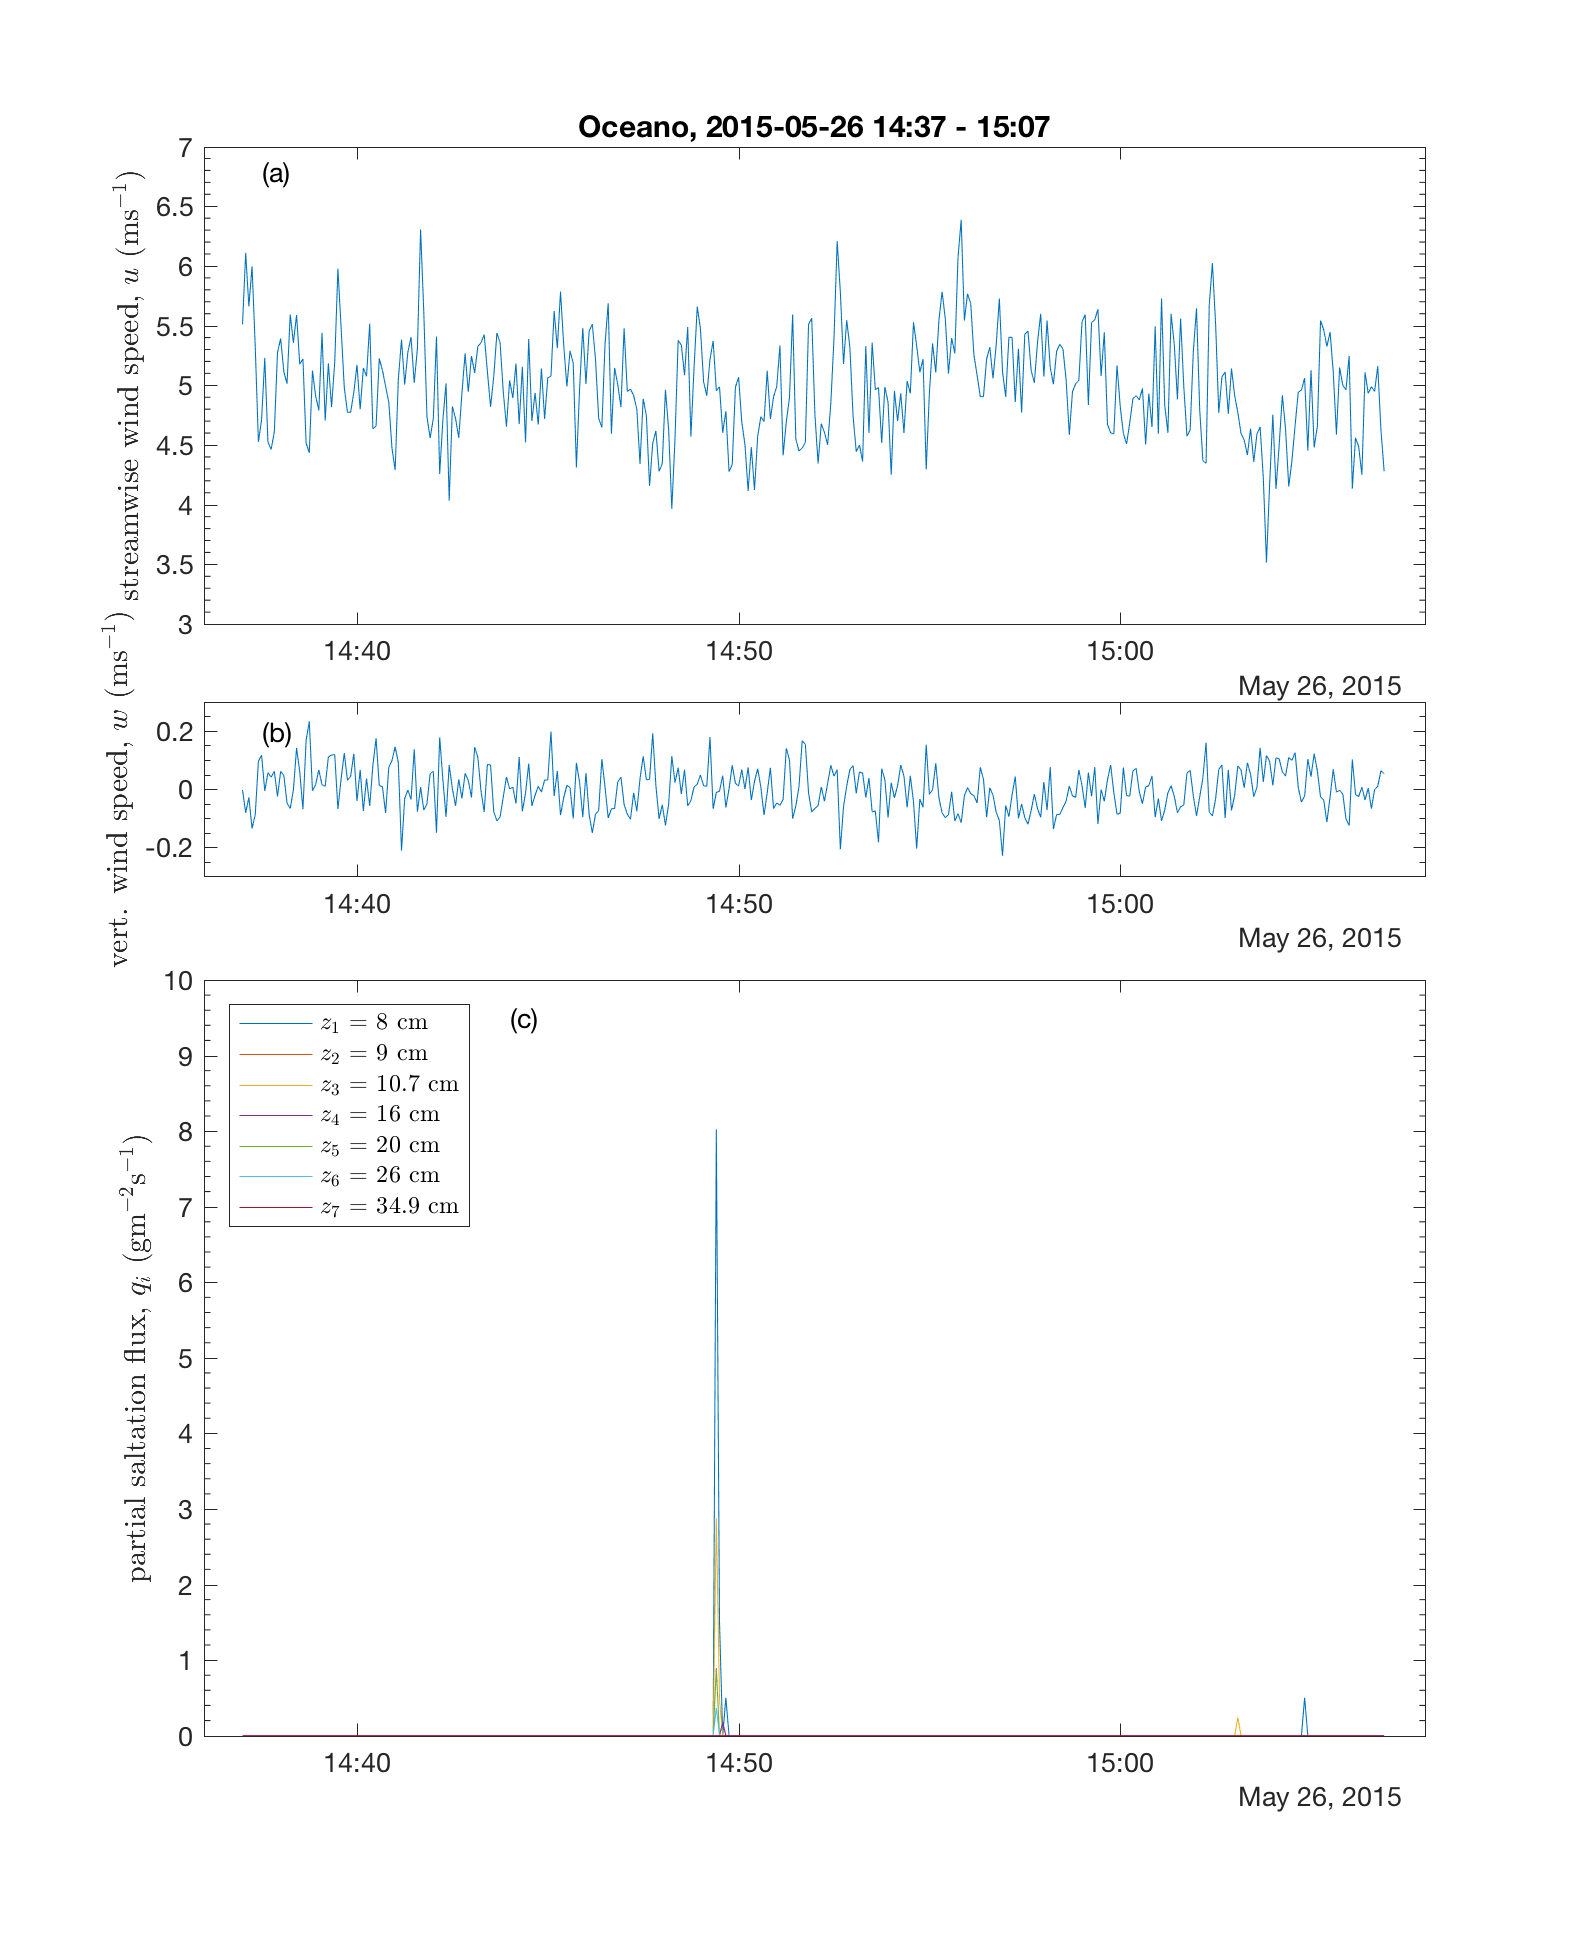 Oceano, 2015-05-26 14:37 - 15:07
(a)
streamwise wind speed, u (ms⁻¹)
7
6.5
6
5.5
5
4.5
4
3.5
3
14:40 14:50 15:00
May 26, 2015
(b)
vert. wind speed, w (ms⁻¹)
0.2
0
-0.2
14:40 14:50 15:00
May 26, 2015
(c)
partial saltation flux, qᵢ (gm⁻²s⁻¹)
10
9
8
7
6
5
4
3
2
1
0
z₁ = 8 cm
z₂ = 9 cm
z₃ = 10.7 cm
z₄ = 16 cm
z₅ = 20 cm
z₆ = 26 cm
z₇ = 34.9 cm
14:40 14:50 15:00
May 26, 2015